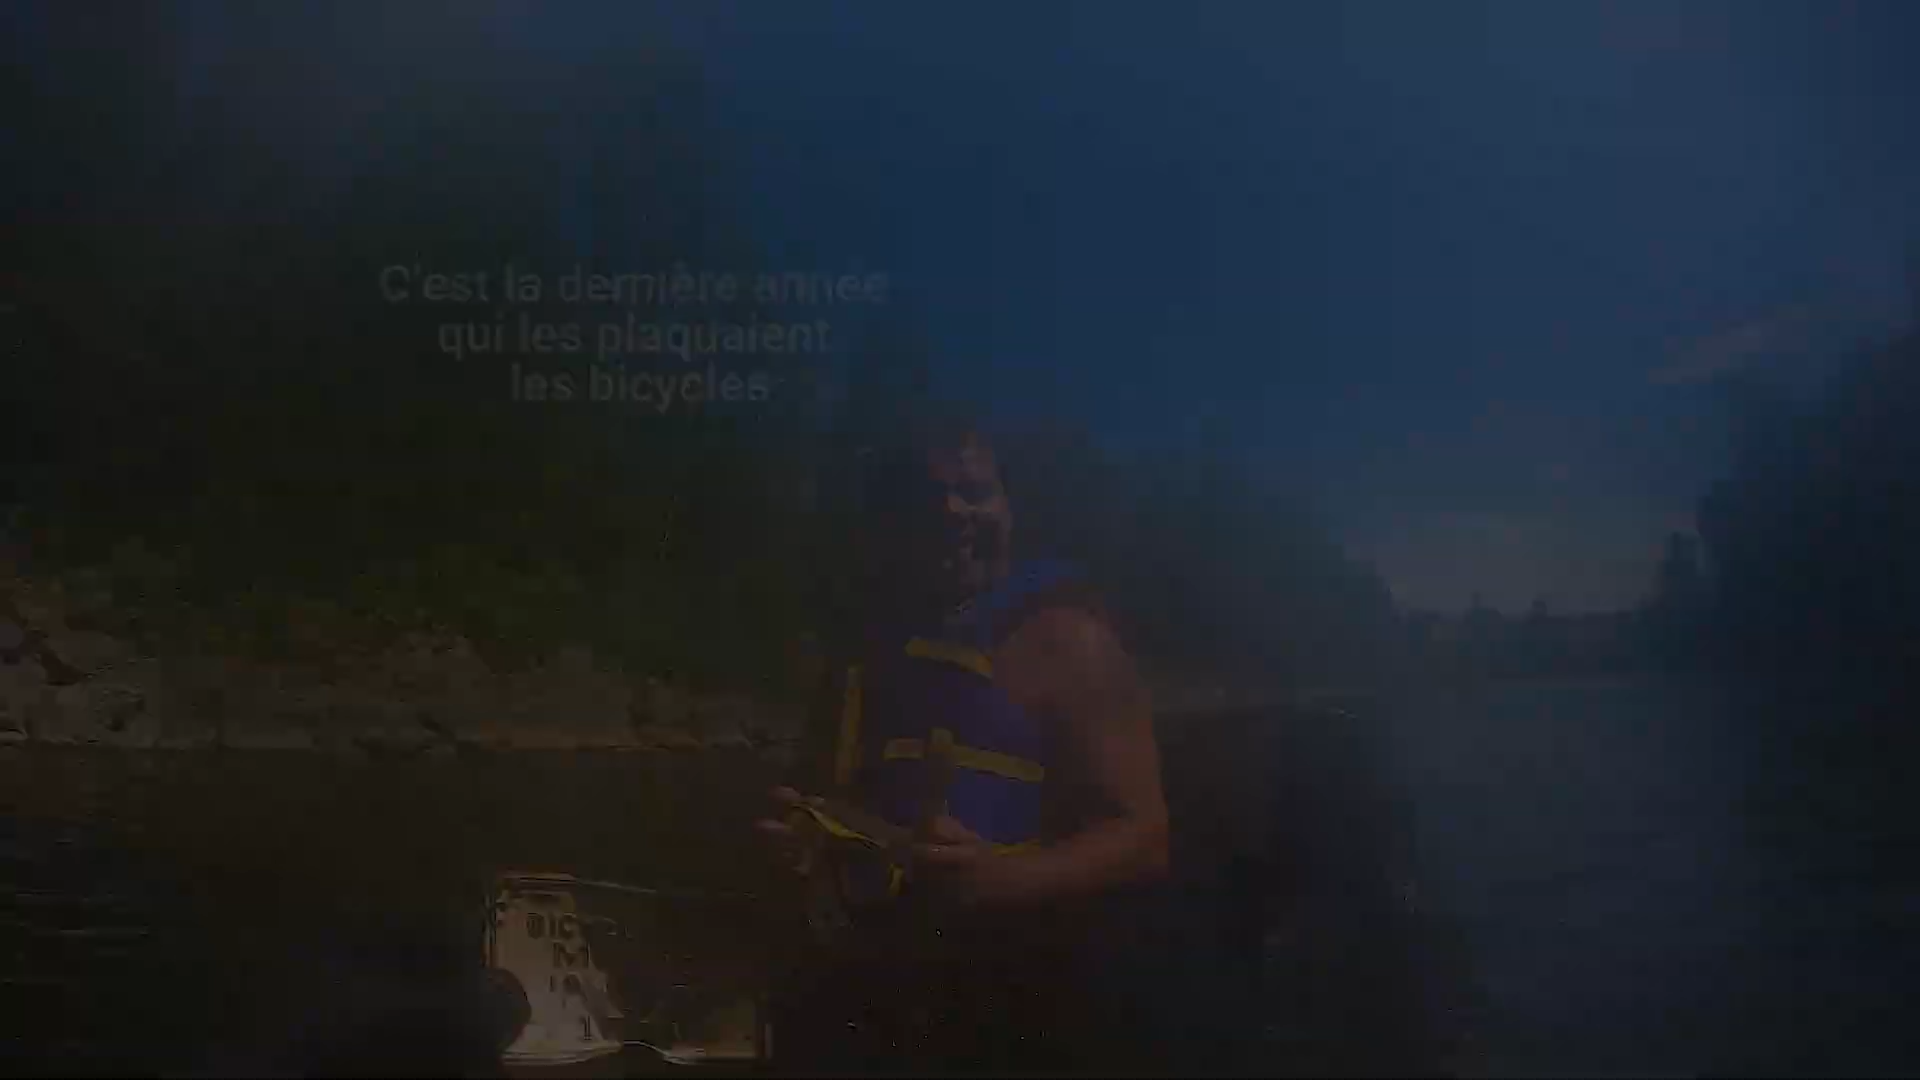 C'est la dernière année
qui les plaquaient
les bicycles